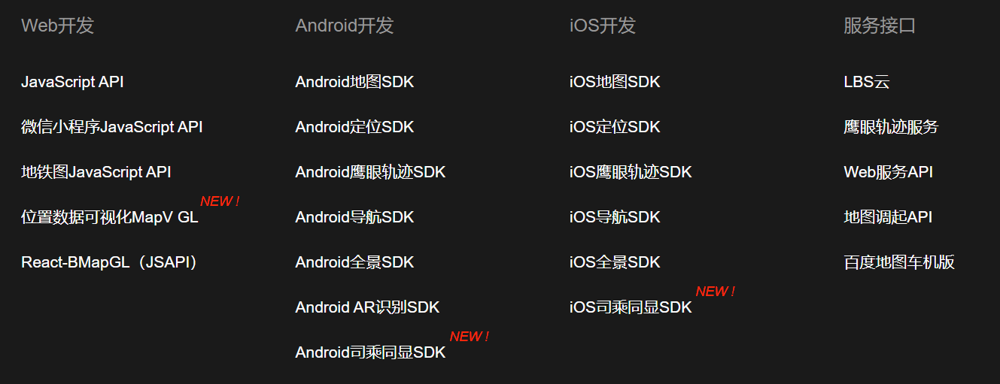 Web开发
JavaScript API
微信小程序JavaScript API
地铁图JavaScript API
位置数据可视化MapV GL NEW !
React-BMapGL（JSAPI）
Android开发
Android地图SDK
Android定位SDK
Android鹰眼轨迹SDK
Android导航SDK
Android全景SDK
Android AR识别SDK
Android司乘同显SDK NEW !
iOS开发
iOS地图SDK
iOS定位SDK
iOS鹰眼轨迹SDK
iOS导航SDK
iOS全景SDK
iOS司乘同显SDK NEW !
服务接口
LBS云
鹰眼轨迹服务
Web服务API
地图调起API
百度地图车机版